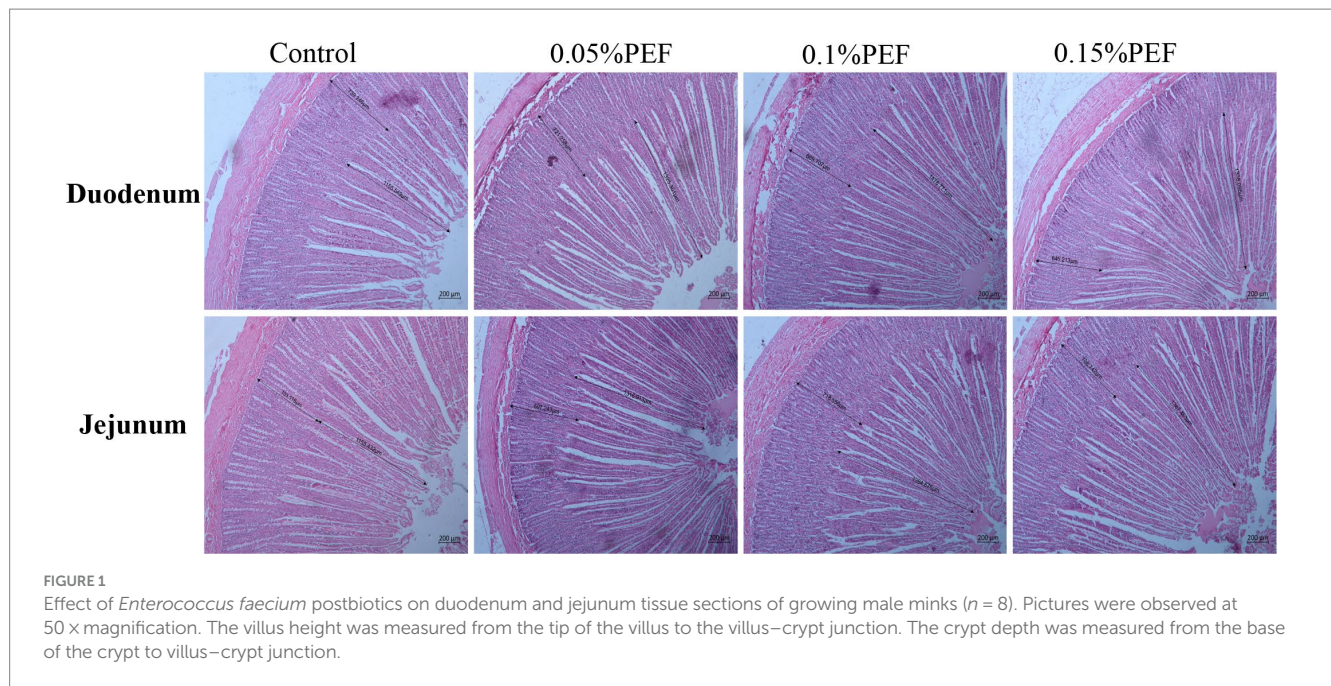 Control 0.05%PEF 0.1%PEF 0.15%PEF
Duodenum
200 µm 200 µm 200 µm 200 µm
Jejunum
200 µm 200 µm 200 µm 200 µm
FIGURE 1
Effect of Enterococcus faecium postbiotics on duodenum and jejunum tissue sections of growing male minks (n = 8). Pictures were observed at
50 × magnification. The villus height was measured from the tip of the villus to the villus–crypt junction. The crypt depth was measured from the base
of the crypt to villus–crypt junction.